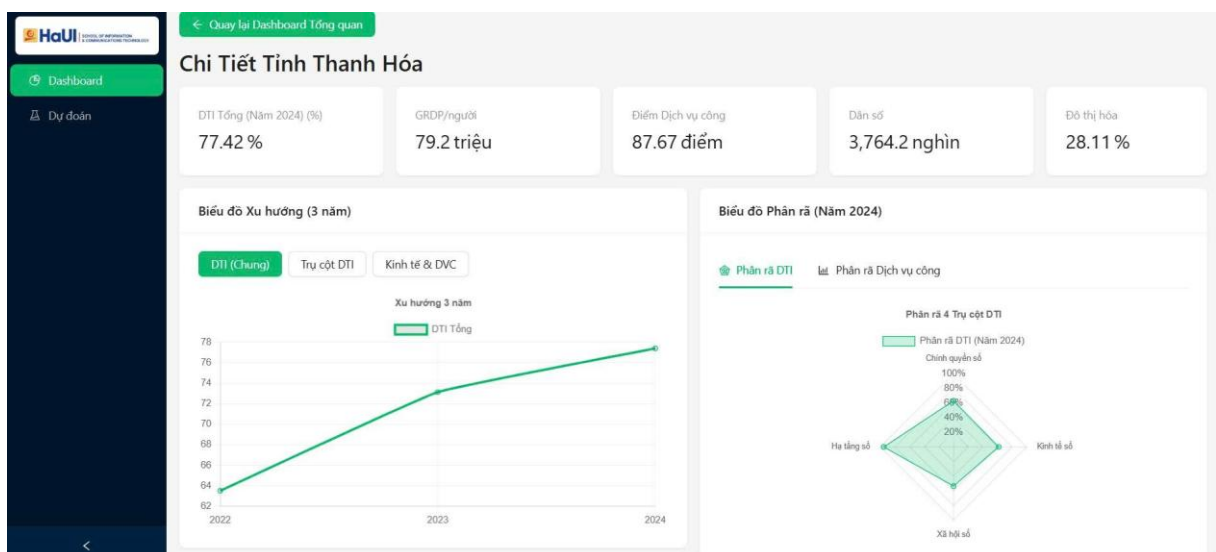 HaUI SCHOOL OF INFORMATION
& COMMUNICATIONS TECHNOLOGY
← Quay lại Dashboard Tổng quan
Dashboard
Dự đoán
Chi Tiết Tỉnh Thanh Hóa
DTI Tổng (Năm 2024) (%)
77.42 %
GRDP/người
79.2 triệu
Điểm Dịch vụ công
87.67 điểm
Dân số
3,764.2 nghìn
Đô thị hóa
28.11 %
Biểu đồ Xu hướng (3 năm)
DTI (Chung) Trụ cột DTI Kinh tế & DVC
Xu hướng 3 năm
DTI Tổng
78
76
74
72
70
68
66
64
62
2022 2023 2024
Biểu đồ Phân rã (Năm 2024)
Phân rã DTI Phân rã Dịch vụ công
Phân rã 4 Trụ cột DTI
Phân rã DTI (Năm 2024)
Chính quyền số
100%
80%
60%
40%
20%
Hạ tầng số Kinh tế số
Xã hội số
<